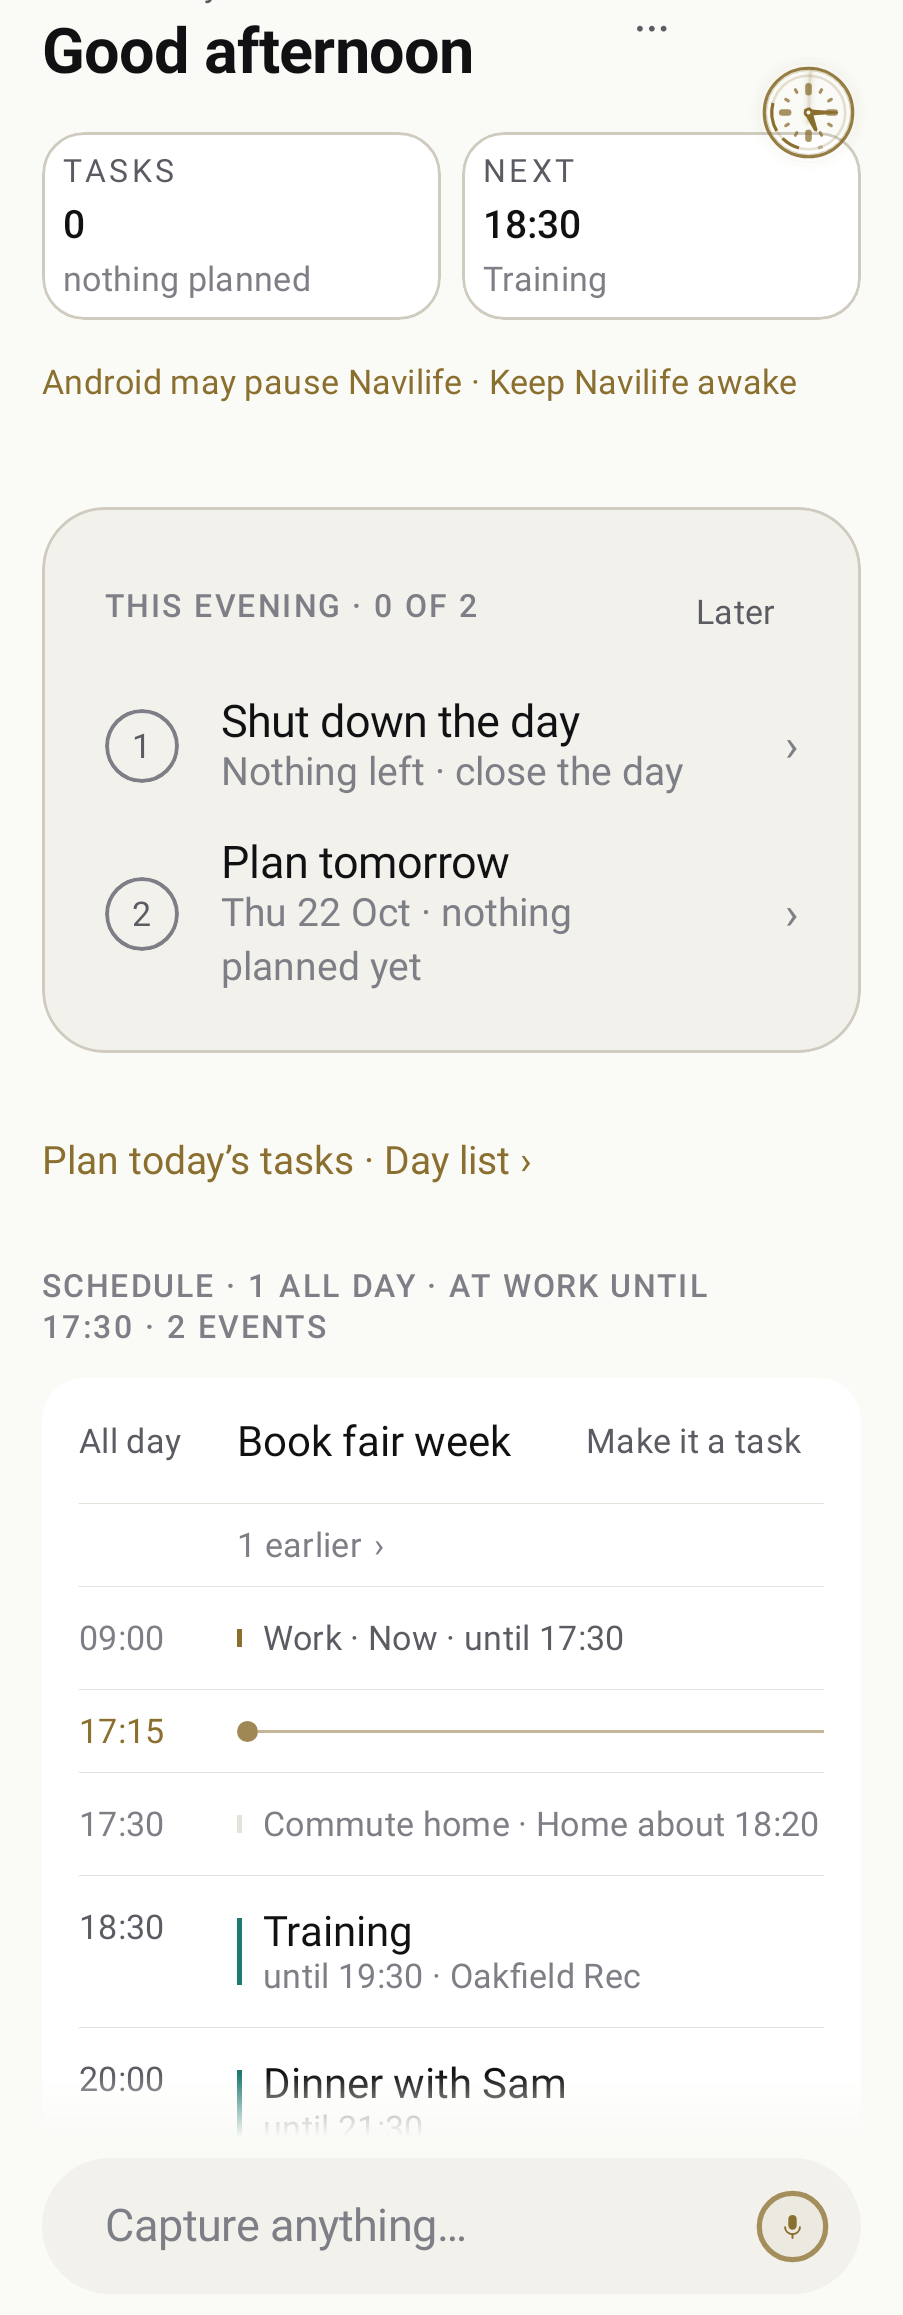 Good afternoon
...
TASKS
0
nothing planned
NEXT
18:30
Training
Android may pause Navilife · Keep Navilife awake
THIS EVENING · 0 OF 2
Later
1
Shut down the day
Nothing left · close the day
›
2
Plan tomorrow
Thu 22 Oct · nothing
planned yet
›
Plan today’s tasks · Day list ›
SCHEDULE · 1 ALL DAY · AT WORK UNTIL
17:30 · 2 EVENTS
All day Book fair week Make it a task
1 earlier ›
09:00 Work · Now · until 17:30
17:15
17:30 Commute home · Home about 18:20
18:30 Training
until 19:30 · Oakfield Rec
20:00 Dinner with Sam
until 21:30
Capture anything...